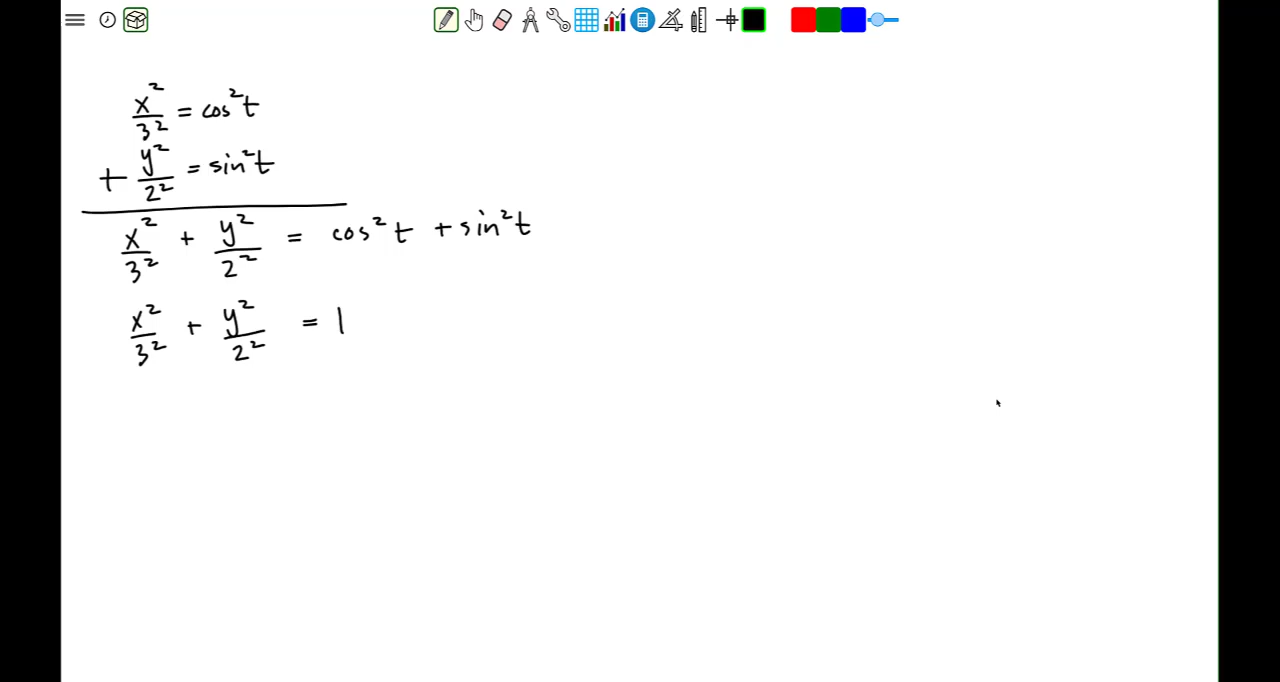 x²/3² = cos²t
+ y²/2² = sin²t
x²/3² + y²/2² = cos²t + sin²t
x²/3² + y²/2² = 1